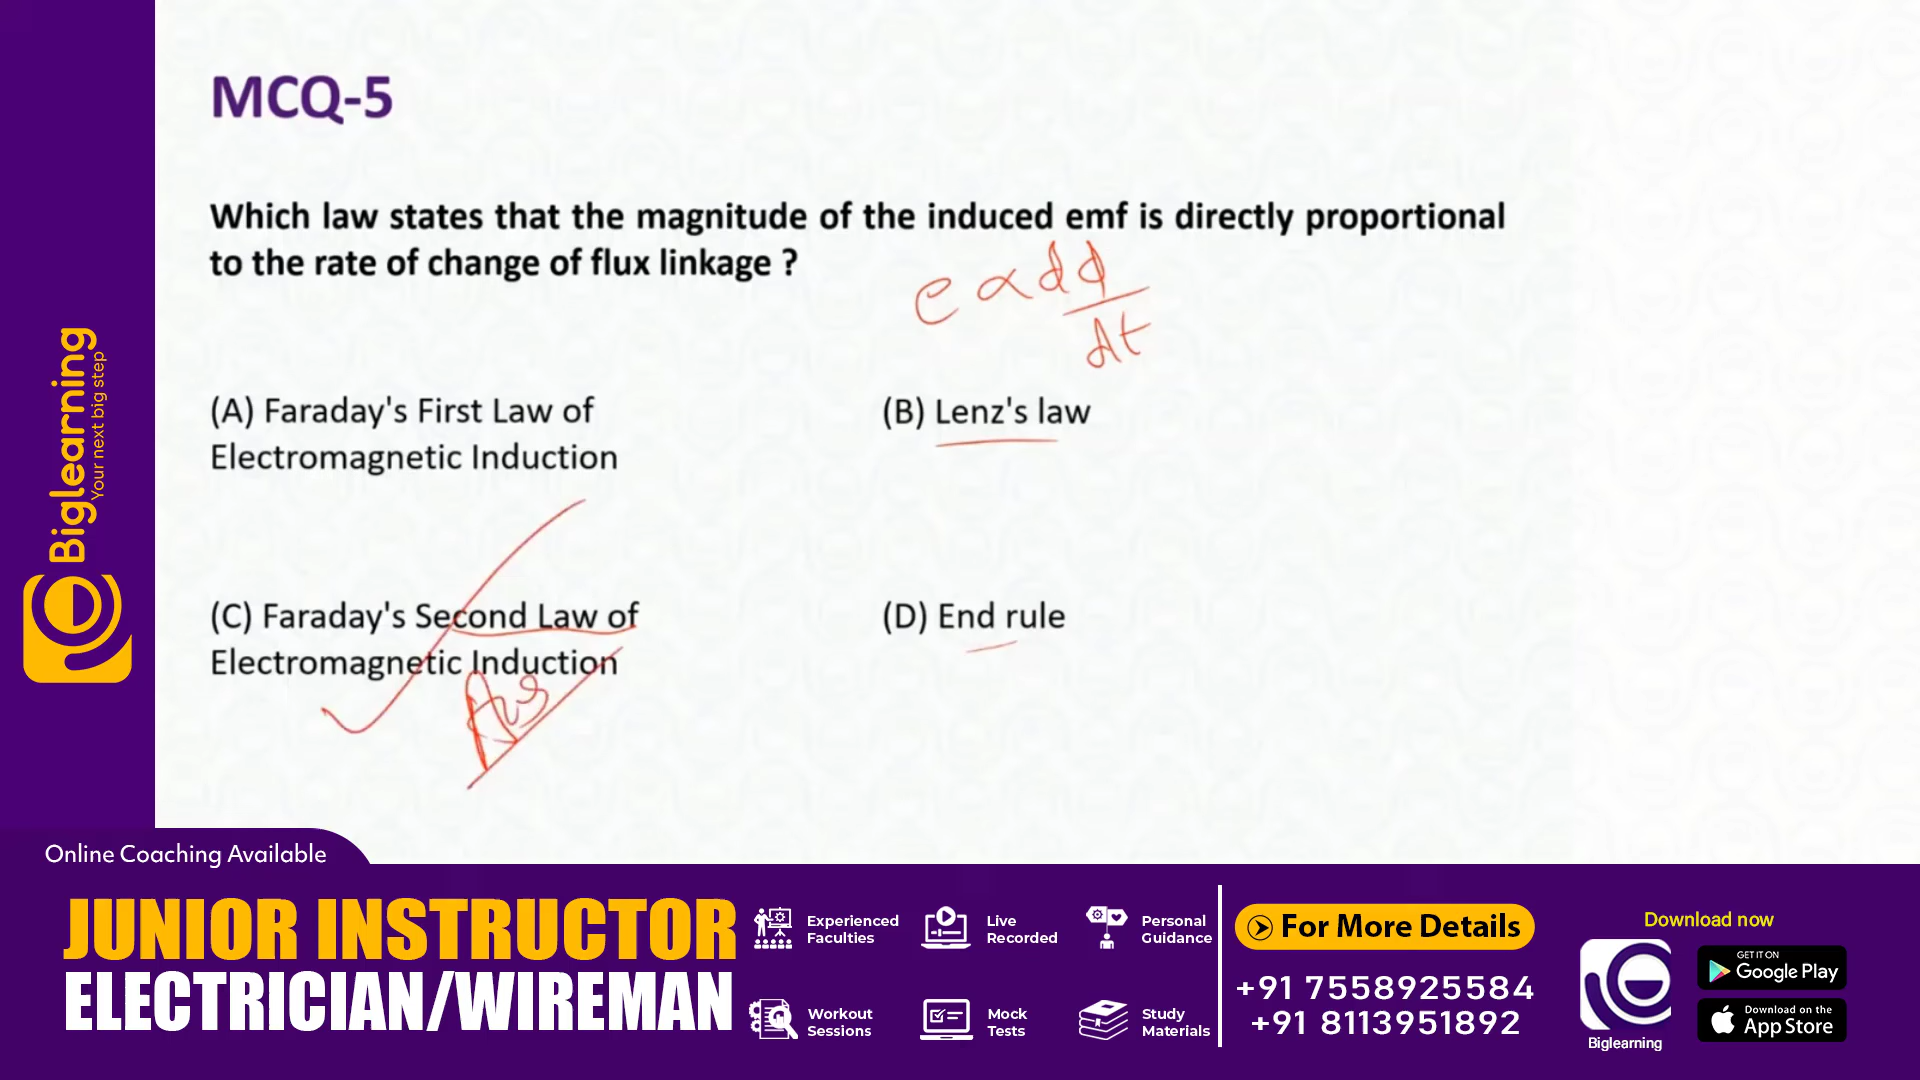 MCQ-5
Which law states that the magnitude of the induced emf is directly proportional
to the rate of change of flux linkage ?
e ∝ dϕ
dt
(A) Faraday's First Law of
Electromagnetic Induction
(B) Lenz's law
(C) Faraday's Second Law of
Electromagnetic Induction
(D) End rule
Ans
Biglearning
Your next big step
Online Coaching Available
JUNIOR INSTRUCTOR
ELECTRICIAN/WIREMAN
Experienced
Faculties
Live
Recorded
Personal
Guidance
Workout
Sessions
Mock
Tests
Study
Materials
For More Details
+91 7558925584
+91 8113951892
Download now
Biglearning
GET IT ON
Google Play
Download on the
App Store